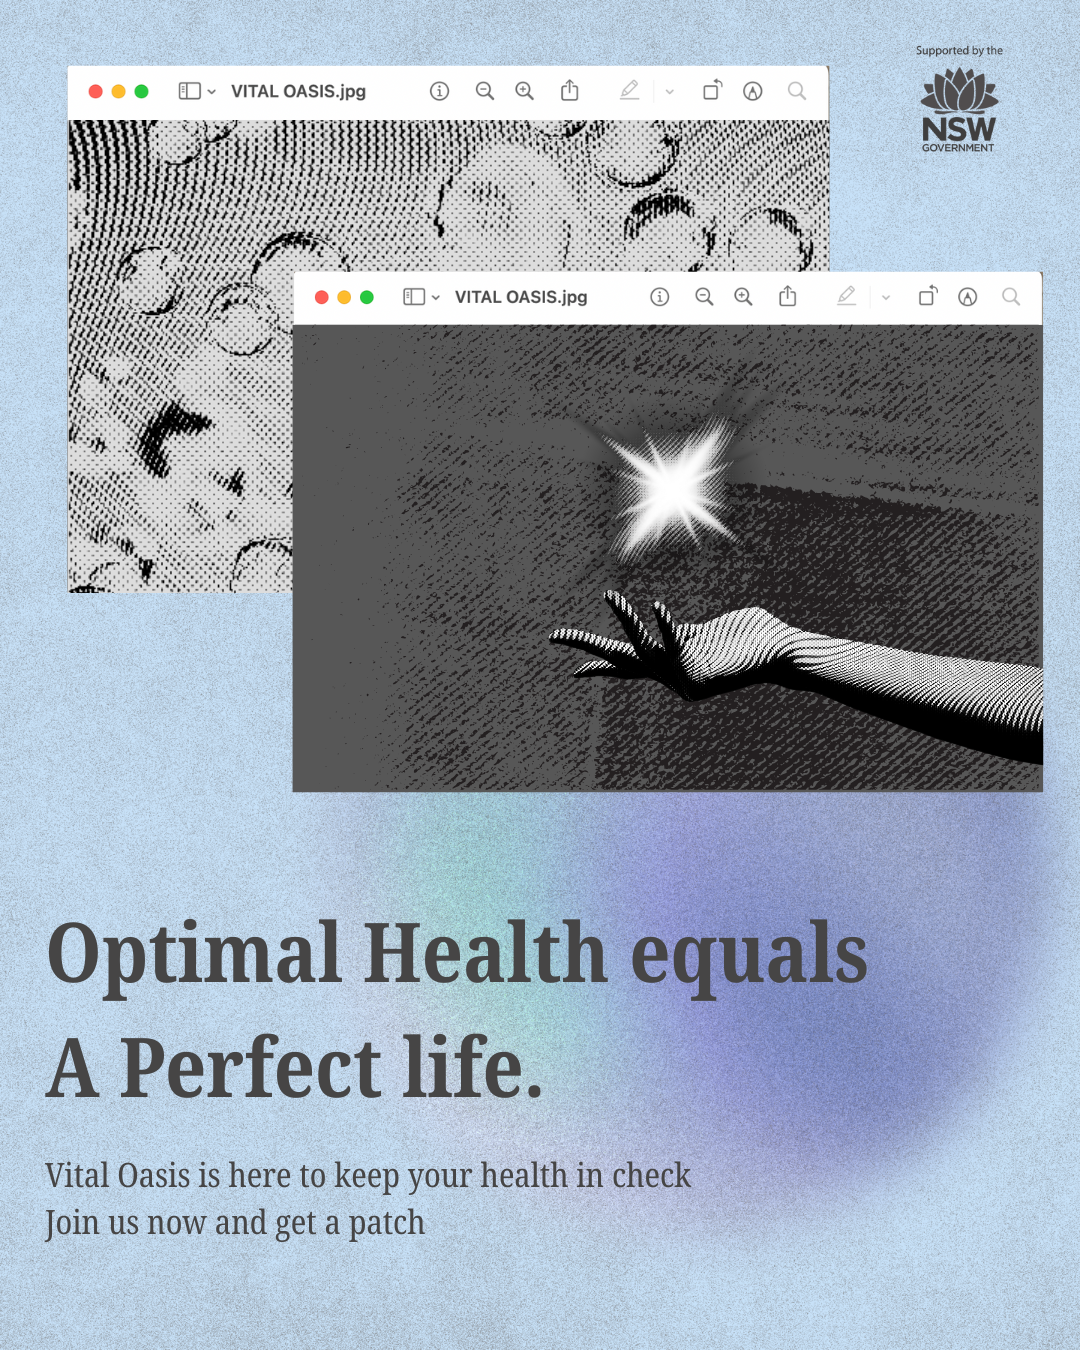 Supported by the
NSW
GOVERNMENT
VITAL OASIS.jpg
VITAL OASIS.jpg
Optimal Health equals
A Perfect life.
Vital Oasis is here to keep your health in check
Join us now and get a patch